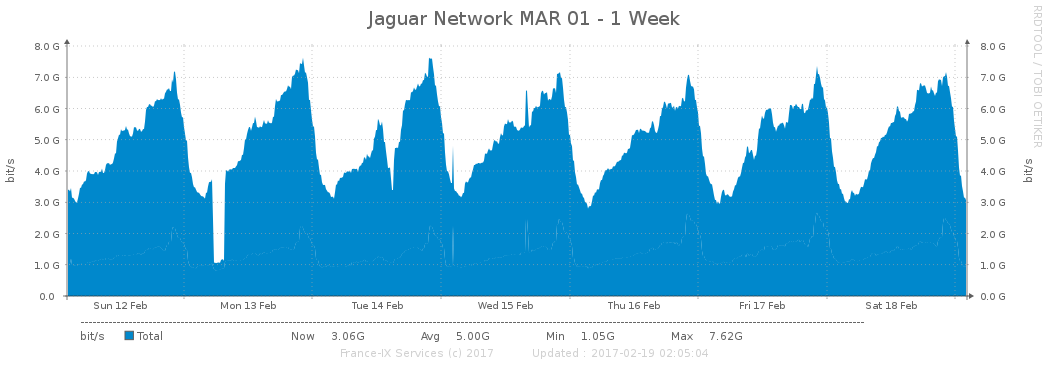 Jaguar Network MAR 01 - 1 Week
RRDTOOL / TOBI OETIKER
8.0 G 8.0 G
7.0 G 7.0 G
6.0 G 6.0 G
5.0 G 5.0 G
4.0 G 4.0 G
3.0 G 3.0 G
2.0 G 2.0 G
1.0 G 1.0 G
0.0 0.0 G
bit/s
bit/s
Sun 12 Feb Mon 13 Feb Tue 14 Feb Wed 15 Feb Thu 16 Feb Fri 17 Feb Sat 18 Feb
bit/s Total Now 3.06G Avg 5.00G Min 1.05G Max 7.62G
France-IX Services (c) 2017 Updated : 2017-02-19 02:05:04